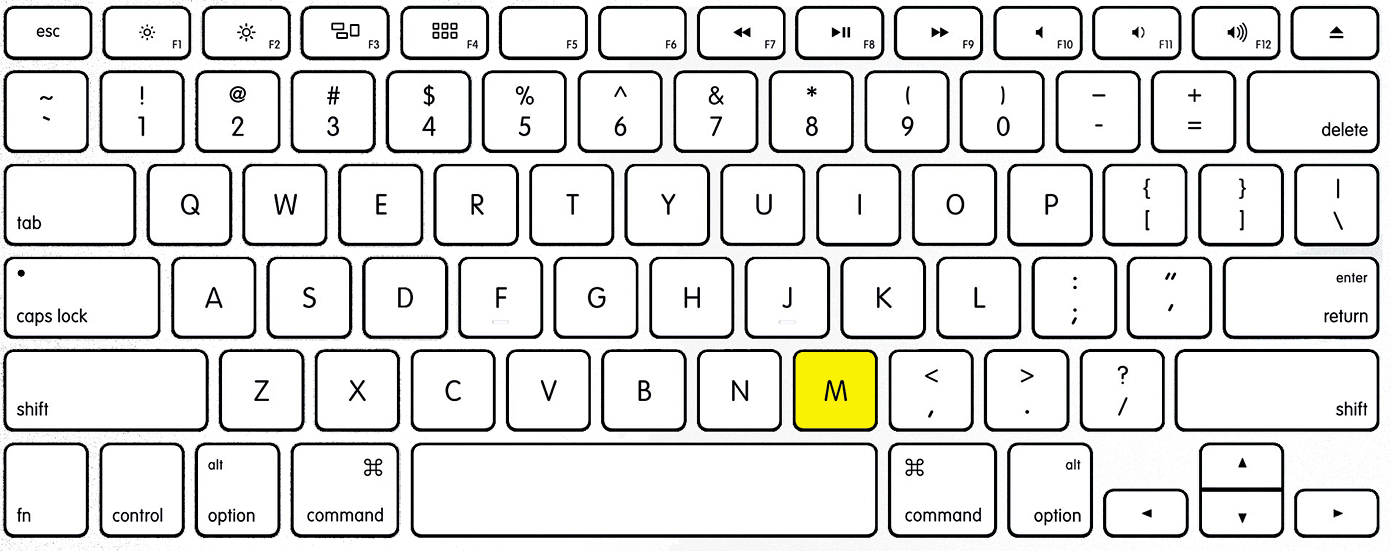 esc F1 F2 F3 F4 F5 F6 F7 F8 F9 F10 F11 F12
~ ! @ # $ % ^ & * ( ) – +
` 1 2 3 4 5 6 7 8 9 0 - = delete
tab Q W E R T Y U I O P { [ } ] | \
caps lock A S D F G H J K L : ; " ' enter return
shift Z X C V B N M < , > . ? / shift
fn control alt option ⌘ command ⌘ command alt option